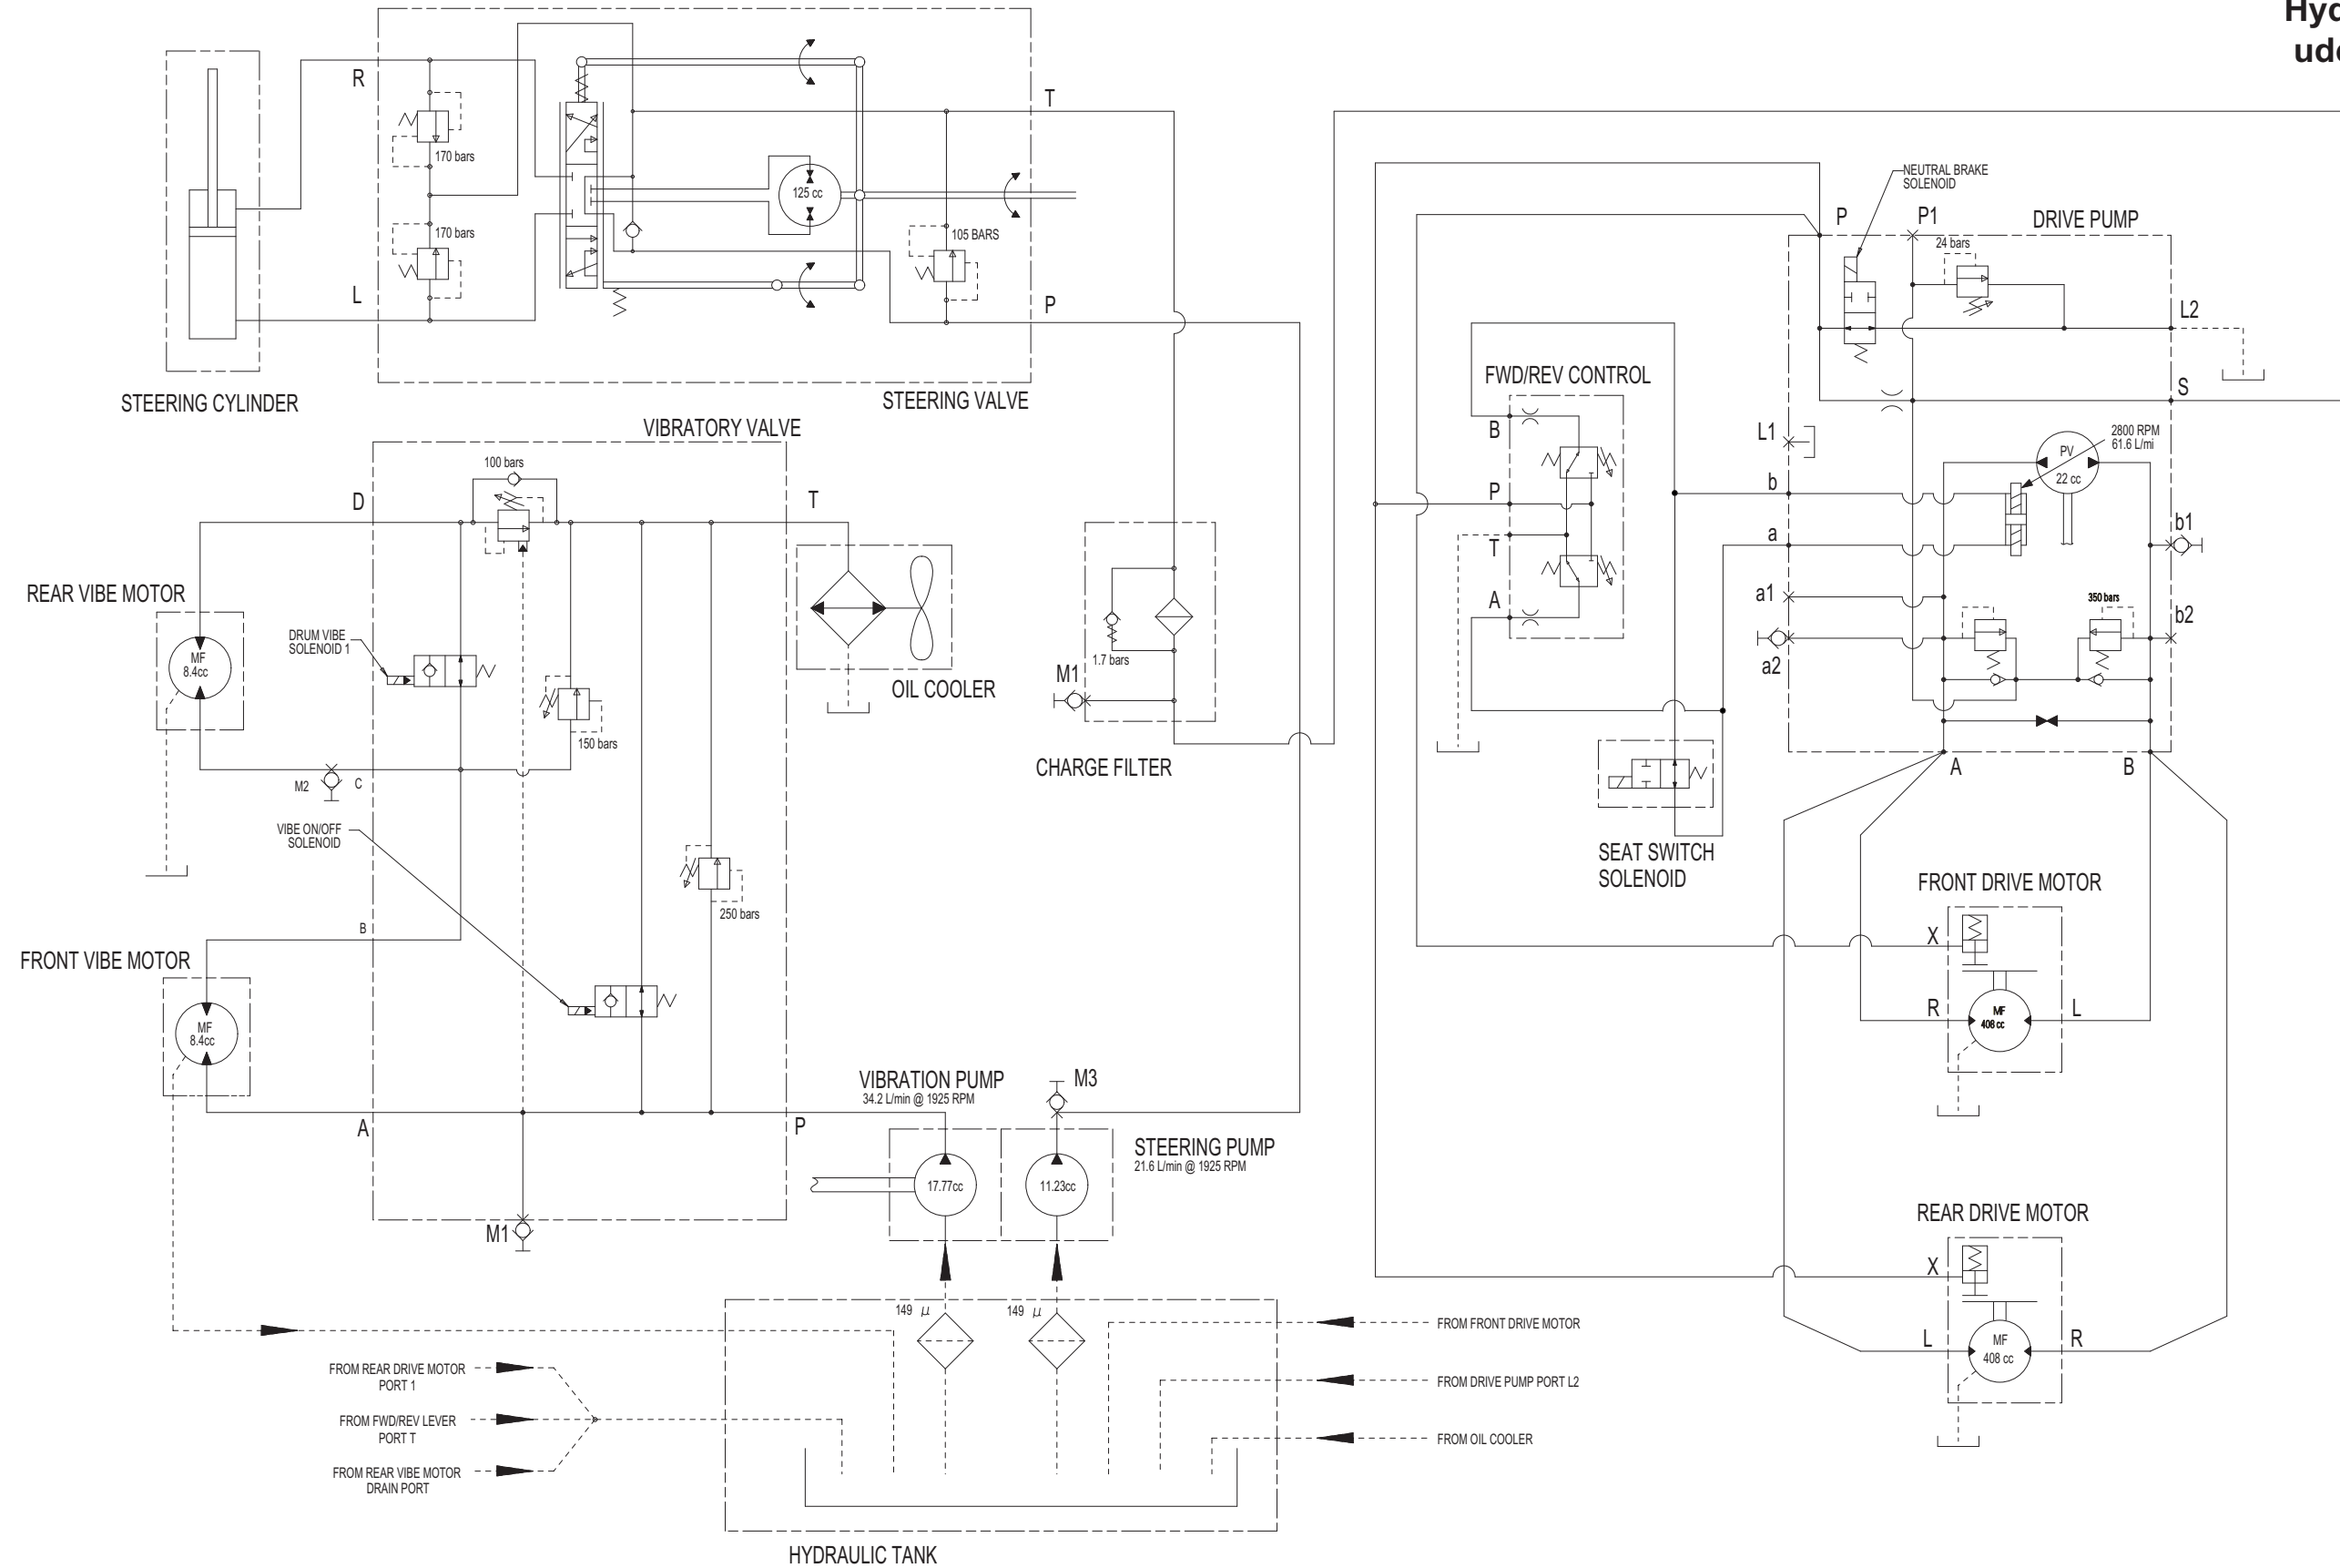 Hyd
ude
R
170 bars
170 bars
L
STEERING CYLINDER
125 cc
105 BARS
T
P
STEERING VALVE
VIBRATORY VALVE
100 bars
D
T
REAR VIBE MOTOR
MF
8.4cc
DRUM VIBE
SOLENOID 1
150 bars
M2
C
VIBE ON/OFF
SOLENOID
250 bars
B
FRONT VIBE MOTOR
MF
8.4cc
A
P
M1
OIL COOLER
1.7 bars
M1
CHARGE FILTER
VIBRATION PUMP
34.2 L/min @ 1925 RPM
M3
STEERING PUMP
21.6 L/min @ 1925 RPM
17.77cc
11.23cc
149 μ
149 μ
FROM REAR DRIVE MOTOR
PORT 1
FROM FWD/REV LEVER
PORT T
FROM REAR VIBE MOTOR
DRAIN PORT
FROM FRONT DRIVE MOTOR
FROM DRIVE PUMP PORT L2
FROM OIL COOLER
HYDRAULIC TANK
NEUTRAL BRAKE
SOLENOID
P
P1
DRIVE PUMP
24 bars
L2
S
FWD/REV CONTROL
B
P
T
A
L1
b
a
a1
a2
2800 RPM
61.6 L/mi
PV
22 cc
b1
350 bars
b2
A
B
SEAT SWITCH
SOLENOID
FRONT DRIVE MOTOR
X
R
MF
408 cc
L
REAR DRIVE MOTOR
X
L
MF
408 cc
R